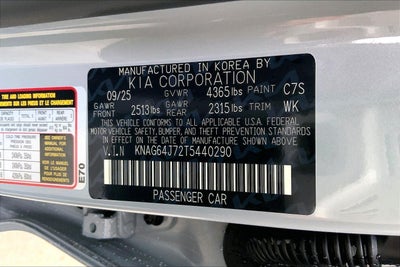 MANUFACTURED IN KOREA BY
KIA CORPORATION
09/25 GVWR 4365 lbs PAINT C7S
GAWR FRONT 2513 lbs GAWR REAR 2315 lbs TRIM WK
THIS VEHICLE CONFORMS TO ALL APPLICABLE U.S.A FEDERAL
MOTOR VEHICLE SAFETY, BUMPER, AND THEFT PREVENTION STANDARDS
IN EFFECT ON THE DATE OF MANUFACTURE SHOWN ABOVE
V.I.N KNAG64J72T5440290
PASSENGER CAR
E70